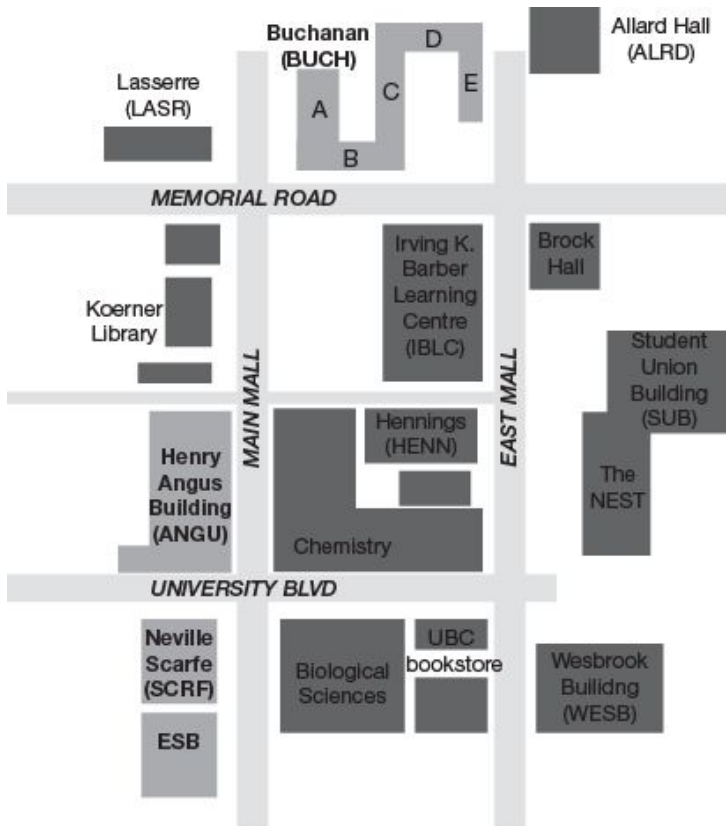 Buchanan
(BUCH)
D
Allard Hall
(ALRD)
Lasserre
(LASR)
A
C
E
B
MEMORIAL ROAD
Irving K.
Barber
Learning
Centre
(IBLC)
Brock
Hall
Koerner
Library
MAIN MALL
EAST MALL
Student
Union
Building
(SUB)
Henry
Angus
Building
(ANGU)
Hennings
(HENN)
The
NEST
Chemistry
UNIVERSITY BLVD
Neville
Scarfe
(SCRF)
Biological
Sciences
UBC
bookstore
Wesbrook
Builidng
(WESB)
ESB